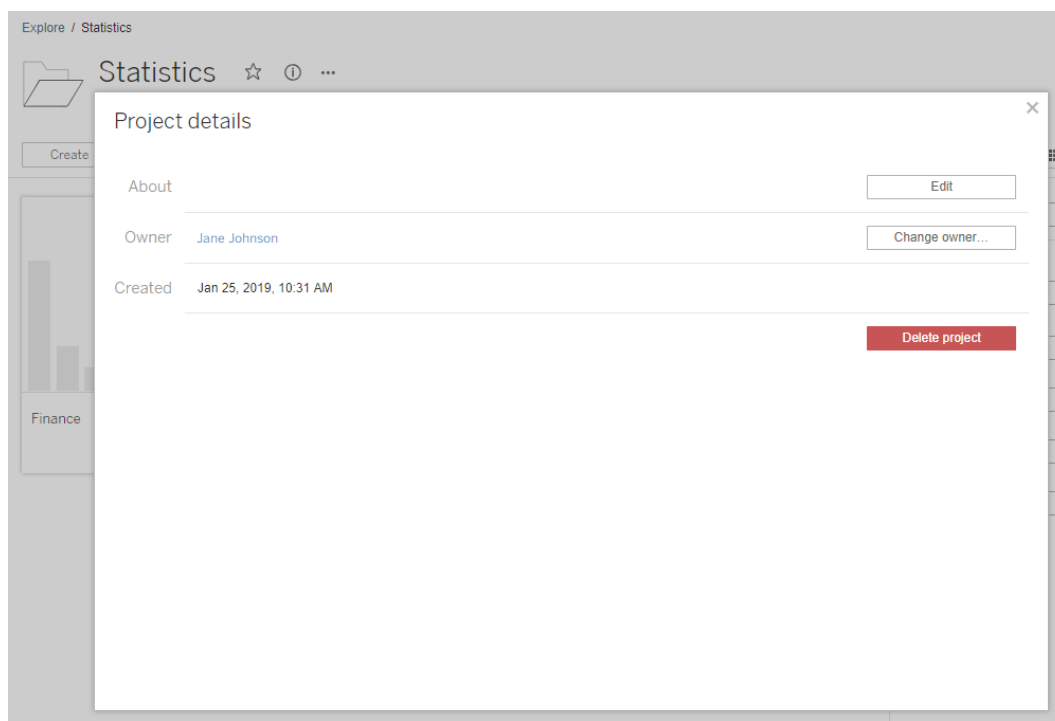 Explore / Statistics
Statistics
Project details
Create
About
Edit
Owner Jane Johnson
Change owner...
Created Jan 25, 2019, 10:31 AM
Delete project
Finance